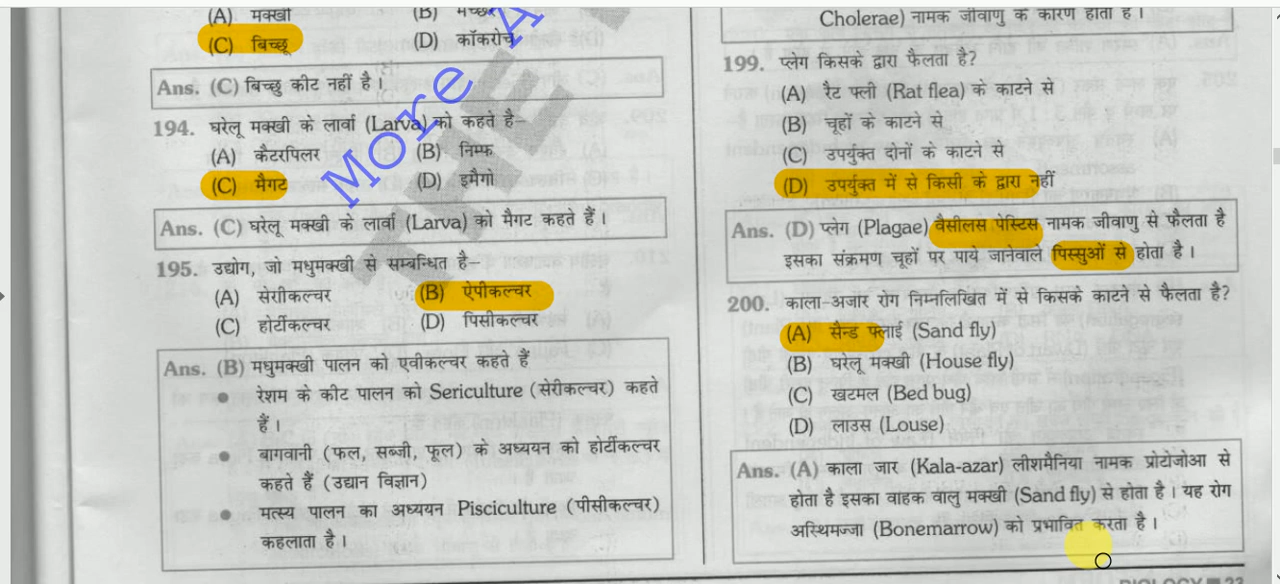 (A) मक्खी (B) मच्छर
(C) बिच्छू (D) कॉकरोच
Ans. (C) बिच्छु कीट नहीं है।
194. घरेलू मक्खी के लार्वा (Larva) को कहते है–
(A) कैटरपिलर (B) निम्फ
(C) मैगट (D) इमैगो
Ans. (C) घरेलू मक्खी के लार्वा (Larva) को मैगट कहते हैं।
195. उद्योग, जो मधुमक्खी से सम्बन्धित है–
(A) सेरीकल्चर (B) ऐपीकल्चर
(C) होर्टीकल्चर (D) पिसीकल्चर
Ans. (B) मधुमक्खी पालन को एवीकल्चर कहते हैं
● रेशम के कीट पालन को Sericulture (सेरीकल्चर) कहते
हैं।
● बागवानी (फल, सब्जी, फूल) के अध्ययन को होर्टीकल्चर
कहते हैं (उद्यान विज्ञान)
● मत्स्य पालन का अध्ययन Pisciculture (पीसीकल्चर)
कहलाता है।
More A
THE
Cholerae) नामक जीवाणु के कारण होता है।
199. प्लेग किसके द्वारा फैलता है?
(A) रैट फ्ली (Rat flea) के काटने से
(B) चूहों के काटने से
(C) उपर्युक्त दोनों के काटने से
(D) उपर्युक्त में से किसी के द्वारा नहीं
Ans. (D) प्लेग (Plagae) वैसीलस पेस्टिस नामक जीवाणु से फैलता है
इसका संक्रमण चूहों पर पाये जानेवाले पिस्सुओं से होता है।
200. काला-अजार रोग निम्नलिखित में से किसके काटने से फैलता है?
(A) सैन्ड फ्लाई (Sand fly)
(B) घरेलू मक्खी (House fly)
(C) खटमल (Bed bug)
(D) लाउस (Louse)
Ans. (A) काला जार (Kala-azar) लीशमैनिया नामक प्रोटोजोआ से
होता है इसका वाहक वालु मक्खी (Sand fly) से होता है। यह रोग
अस्थिमज्जा (Bonemarrow) को प्रभावित करता है।
BIOLOGY ■ 23